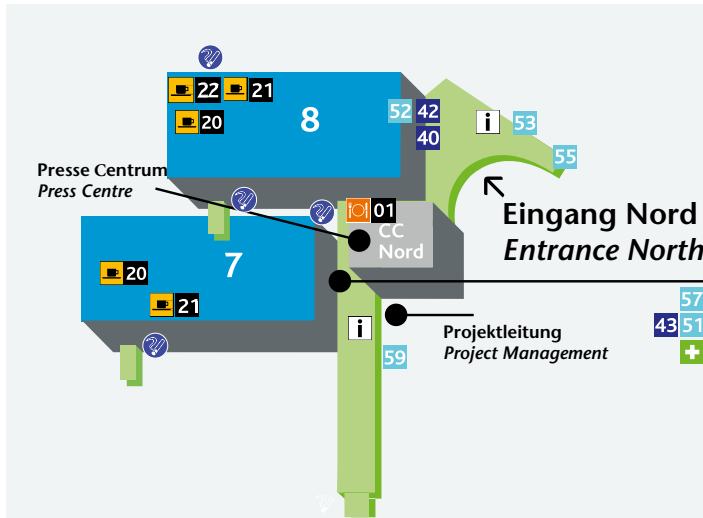 22 21
20
8
52 42
40
i
53
55
Presse Centrum
Press Centre
01
CC
Nord
Eingang Nord
Entrance North
7
20
21
i
Projektleitung
Project Management
57
43 51
59